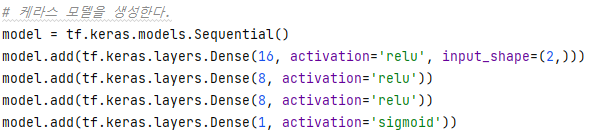 # 케라스 모델을 생성한다.
model = tf.keras.models.Sequential()
model.add(tf.keras.layers.Dense(16, activation='relu', input_shape=(2,)))
model.add(tf.keras.layers.Dense(8, activation='relu'))
model.add(tf.keras.layers.Dense(8, activation='relu'))
model.add(tf.keras.layers.Dense(1, activation='sigmoid'))